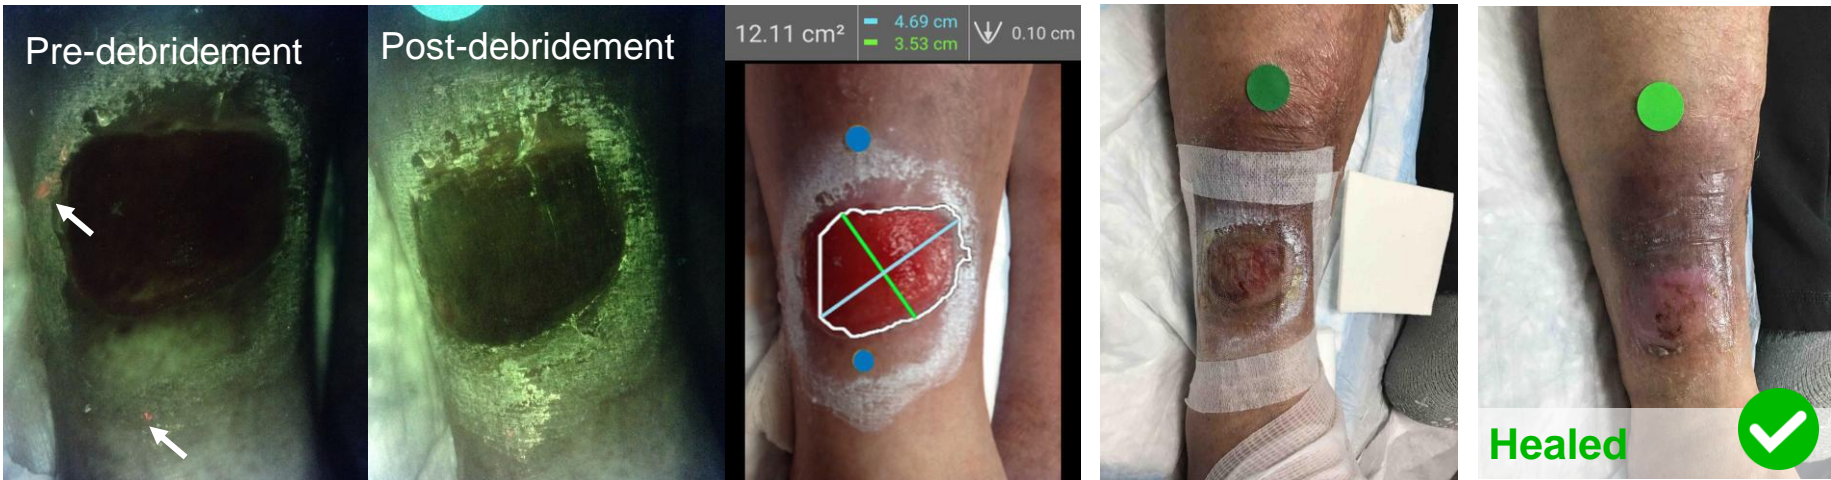 Pre-debridement
Post-debridement
12.11 cm²
4.69 cm
3.53 cm
0.10 cm
Healed